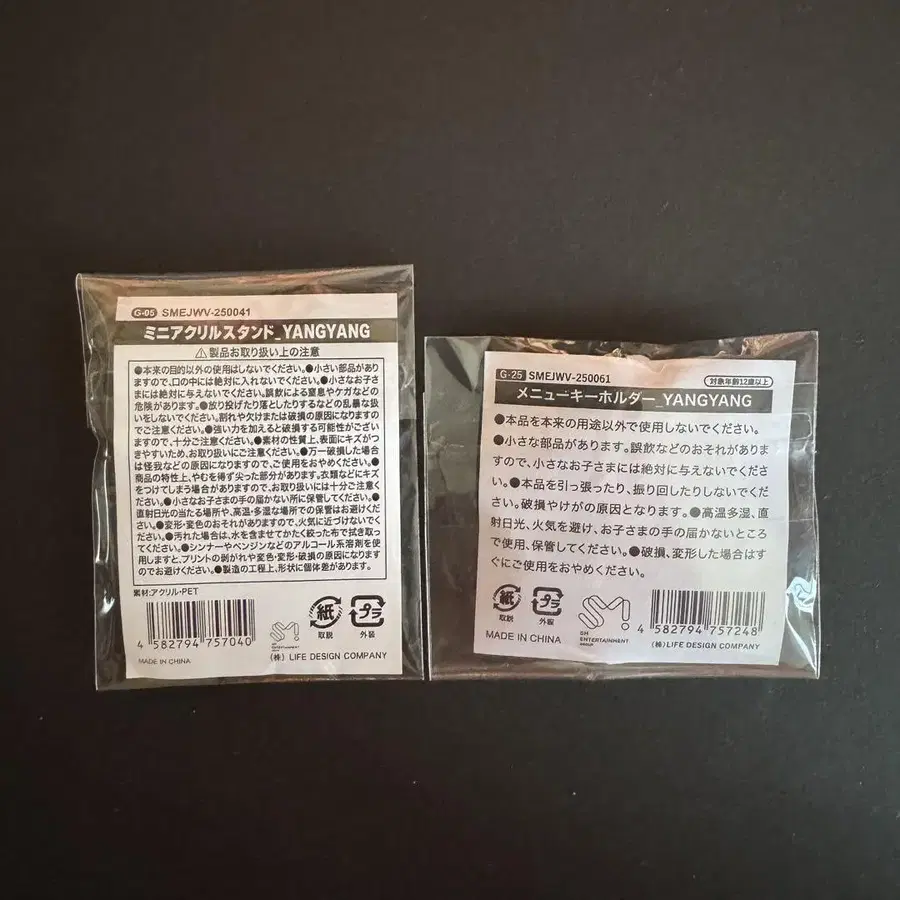 G-05 SMEJWV-250041
ミニアクリルスタンド_YANGYANG
⚠製品お取り扱い上の注意
●本来の目的以外の使用はしないでください。●小さい部品があり
ますので、口の中には絶対に入れないでください。●小さなお子さ
まには絶対に与えないでください。誤飲による窒息やケガなどの
危険があります。●放り投げたり落としたりするなどの乱暴な扱
いをしないでください。割れや欠けまたは破損の原因になりますの
でご注意ください。●強い力を加えると破損する可能性がござい
ますので、十分ご注意ください。●素材の性質上、表面にキズがつ
きやすいため、お取り扱いにご注意ください。●万一破損した場合
は怪我などの原因になりますので、ご使用をおやめください。●
商品の特性上、やむを得ず尖った部分があります。衣類などにキズ
をつけてしまう場合がありますので、お取り扱いには十分ご注意く
ださい。●小さなお子さまの手の届かない所に保管してください。●
直射日光の当たる場所や、高温・多湿な場所での保管はお避けくださ
い。●変形・変色のおそれがありますので、火気に近づけないでくだ
さい。●汚れた場合は、水を含ませてかたく絞った布で拭き取っ
てください。●シンナーやベンジンなどのアルコール系溶剤を使
用しますと、プリントの剥がれや変色・変形・破損の原因になります
のでお避けください。●製造の工程上、形状に個体差があります。
素材:アクリル・PET
4 582794 757040
紙
取説
プラ
外装
SM
ENTERTAINMENT
MADE IN CHINA
(株) LIFE DESIGN COMPANY
G-25 SMEJWV-250061
対象年齢12歳以上
メニューキーホルダー_YANGYANG
●本品を本来の用途以外で使用しないでください。
●小さな部品があります。誤飲などのおそれがありま
すので、小さなお子さまには絶対に与えないでくださ
い。●本品を引っ張ったり、振り回したりしないでくだ
さい。破損やけがの原因となります。●高温多湿、直
射日光、火気を避け、お子さまの手の届かないところ
で使用、保管してください。●破損、変形した場合はす
ぐにご使用をおやめください。
紙
取説
プラ
外装
SM
ENTERTAINMENT
GROUP
4 582794 757248
MADE IN CHINA
(株) LIFE DESIGN COMPANY